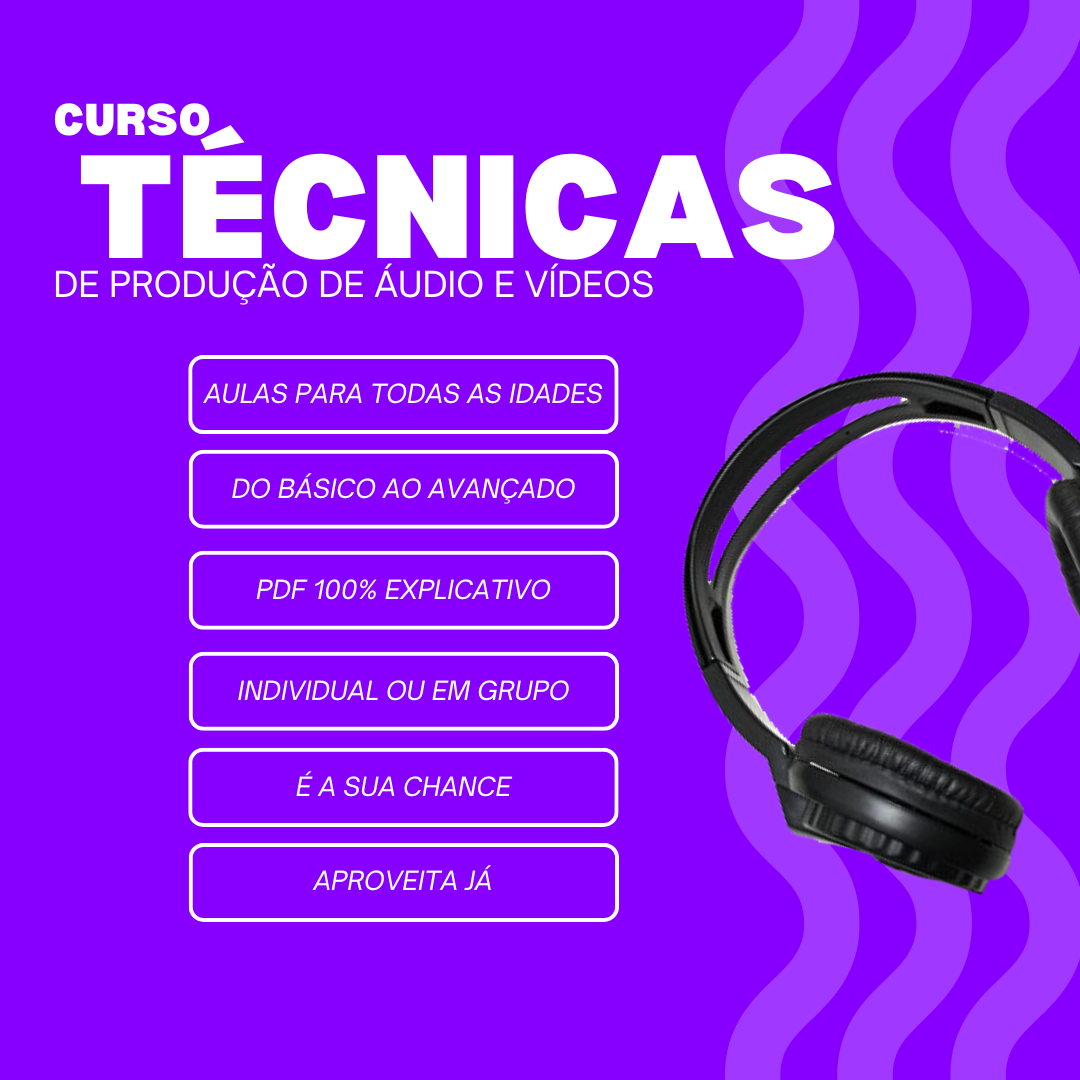 CURSO
TÉCNICAS
DE PRODUÇÃO DE ÁUDIO E VÍDEOS
AULAS PARA TODAS AS IDADES
DO BÁSICO AO AVANÇADO
PDF 100% EXPLICATIVO
INDIVIDUAL OU EM GRUPO
É A SUA CHANCE
APROVEITA JÁ